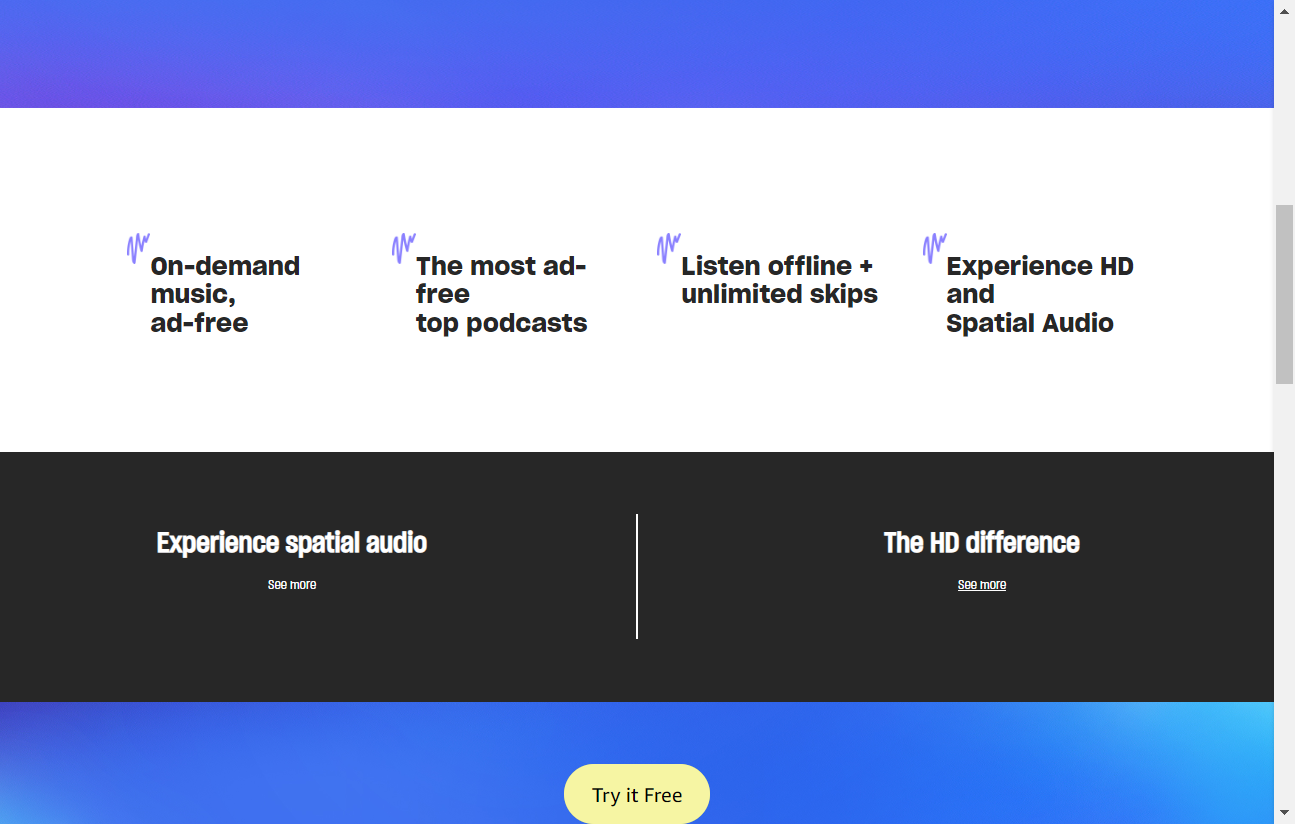 On-demand
music,
ad-free
The most ad-
free
top podcasts
Listen offline +
unlimited skips
Experience HD
and
Spatial Audio
Experience spatial audio
See more
The HD difference
See more
Try it Free